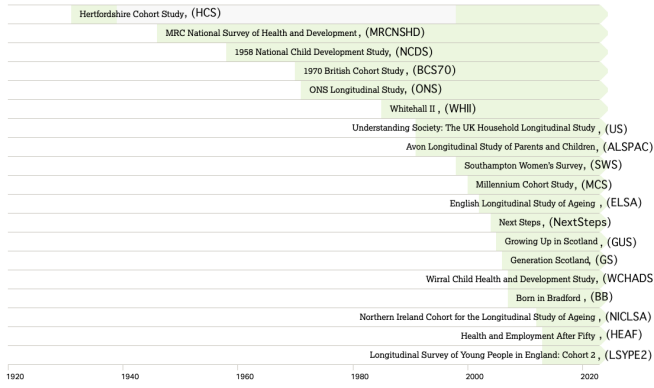 Hertfordshire Cohort Study, (HCS)
MRC National Survey of Health and Development, (MRCNSHD)
1958 National Child Development Study, (NCDS)
1970 British Cohort Study, (BCS70)
ONS Longitudinal Study, (ONS)
Whitehall II, (WHII)
Understanding Society: The UK Household Longitudinal Study, (US)
Avon Longitudinal Study of Parents and Children, (ALSPAC)
Southampton Women's Survey, (SWS)
Millennium Cohort Study, (MCS)
English Longitudinal Study of Ageing, (ELSA)
Next Steps, (NextSteps)
Growing Up in Scotland, (GUS)
Generation Scotland, (GS)
Wirral Child Health and Development Study, (WCHADS
Born in Bradford, (BB)
Northern Ireland Cohort for the Longitudinal Study of Ageing, (NICLSA)
Health and Employment After Fifty, (HEAF)
Longitudinal Survey of Young People in England: Cohort 2, (LSYPE2)
1920 1940 1960 1980 2000 2020